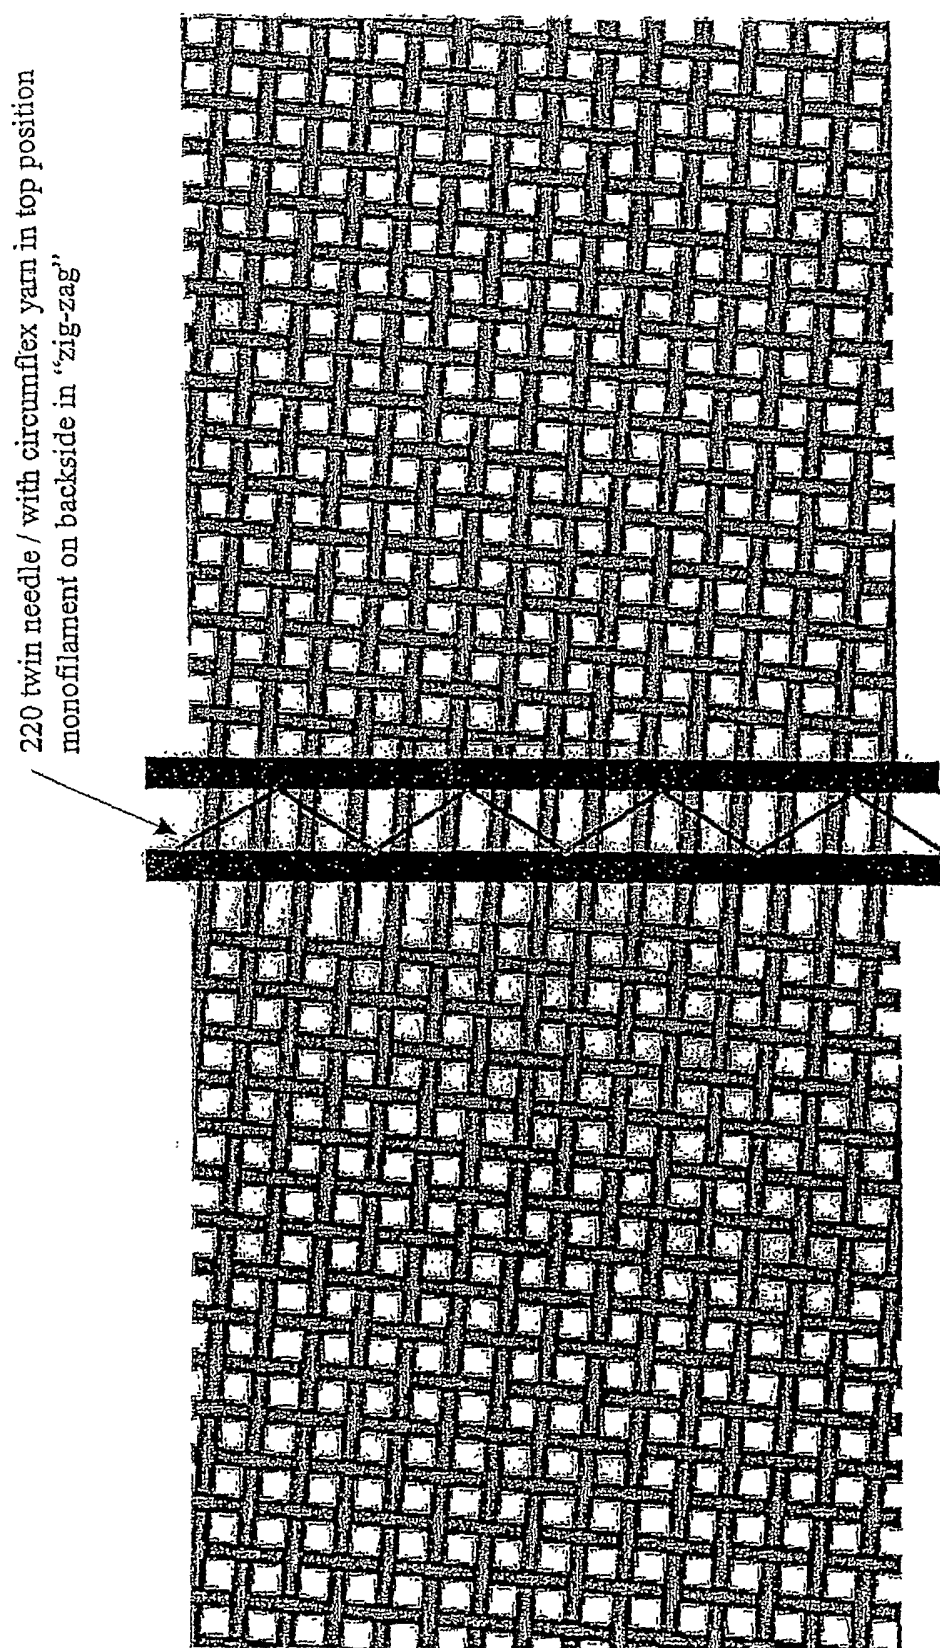 220 twin needle / with circumflex yarn in top position
monofilament on backside in “zig-zag”